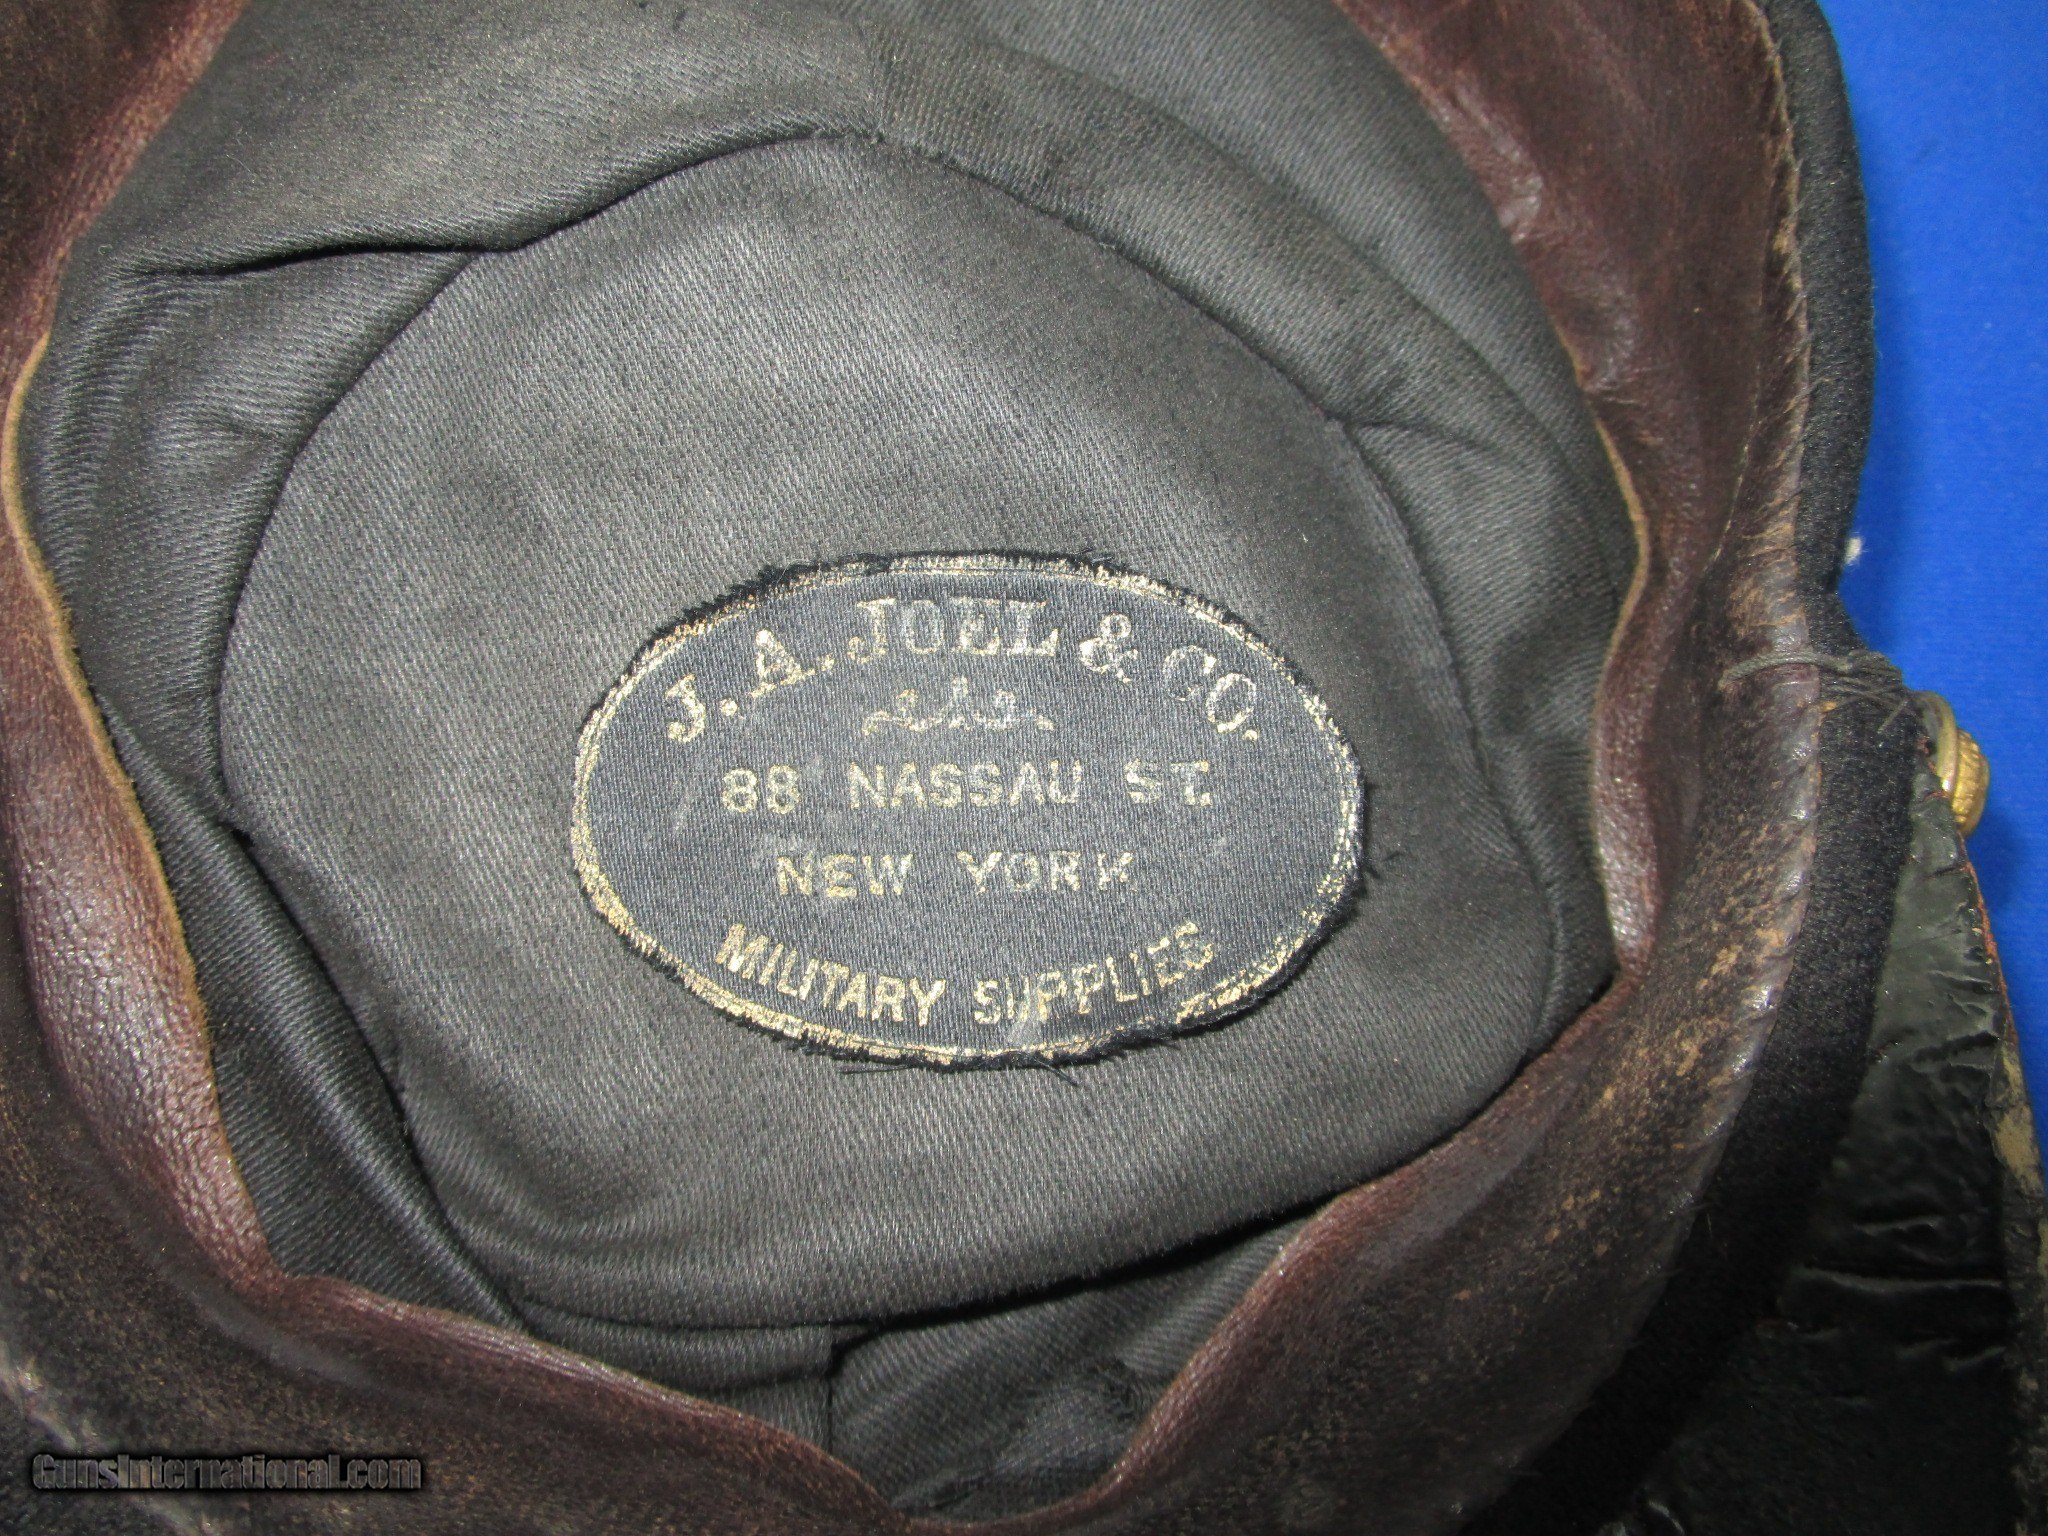 J. A. JOEL & CO.
88 NASSAU ST.
NEW YORK
MILITARY SUPPLIES
GunsInternational.com